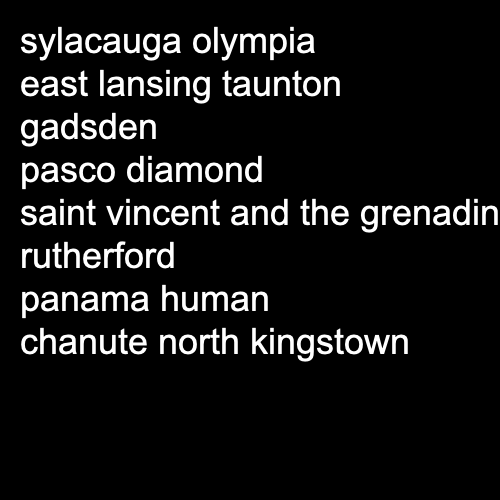 sylacauga olympia
east lansing taunton
gadsden
pasco diamond
saint vincent and the grenadin
rutherford
panama human
chanute north kingstown